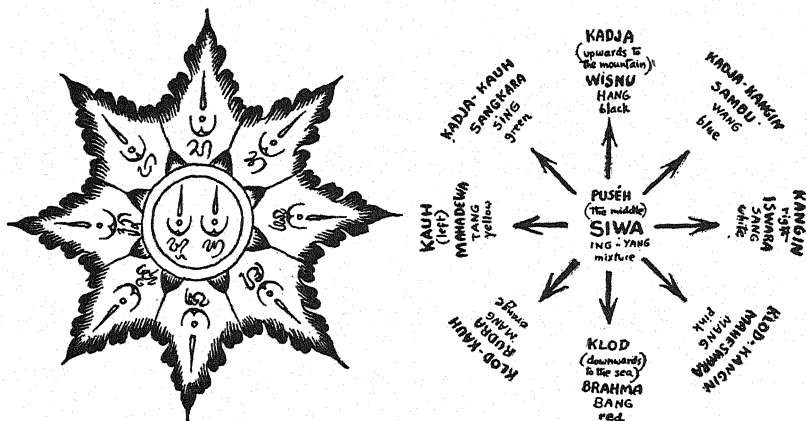 KADJA
(upwards to
the mountain)
WISNU
HANG
black
KADJA-KAUH
SANGKARA
SING
green
KADJA-KANGIN
SAMBU
WANG
blue
KAUH
(left)
MAHADEWA
TANG
yellow
PUSÉH
(the middle)
SIWA
ING-YANG
mixture
KANGIN
right
ISWARA
SANG
white
KLOD-KAUH
RUDRA
MANG
orange
KLOD
(downwards
to the sea)
BRAHMA
BANG
red
KLOD-KANGIN
MAHESWARA
MANG
pink